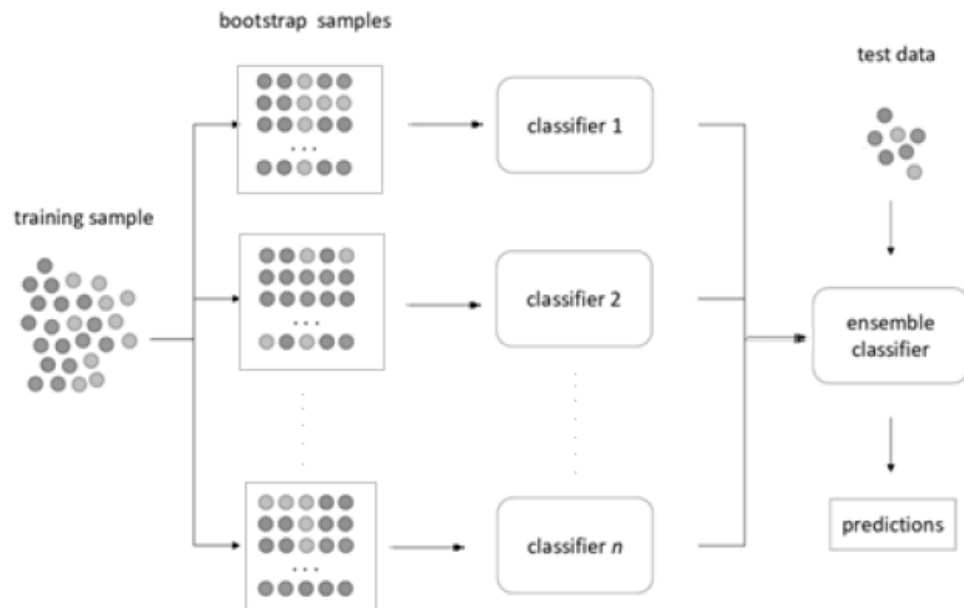 bootstrap samples
test data
training sample
...
classifier 1
...
classifier 2
ensemble
classifier
...
classifier n
predictions